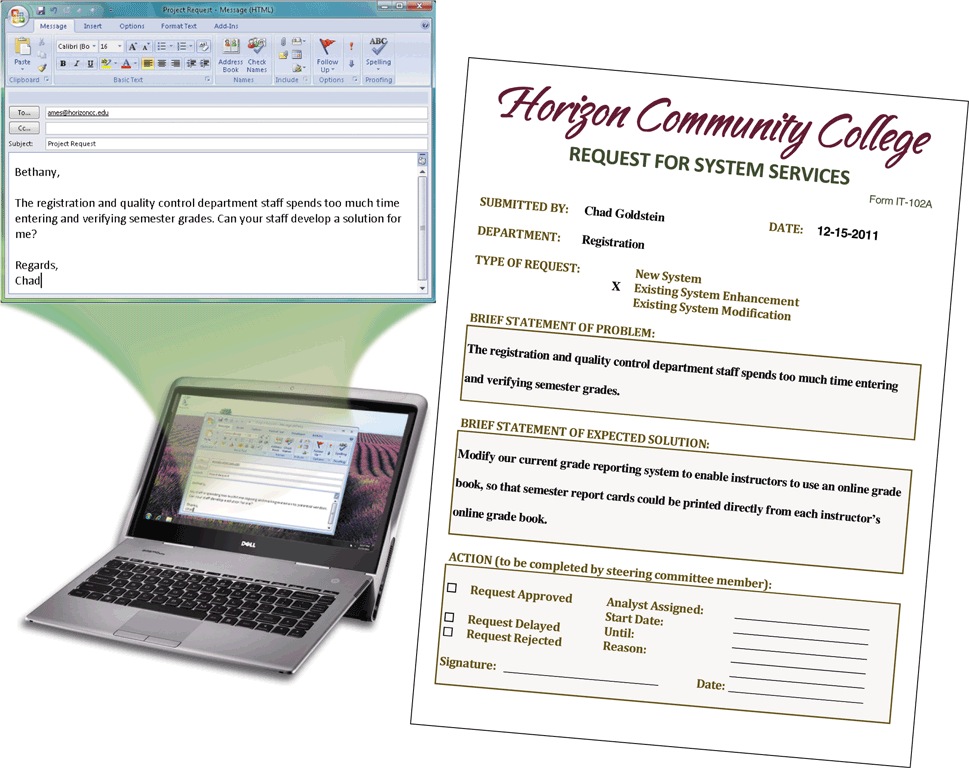 Project Request - Message (HTML)
Message Insert Options Format Text Add-Ins
Calibri (Bo 16
Paste
Address Book
Check Names
Follow Up
Spelling
Clipboard Basic Text Names Include Options Proofing
To... ames@horizoncc.edu
Cc...
Subject: Project Request
Bethany,
The registration and quality control department staff spends too much time
entering and verifying semester grades. Can your staff develop a solution for
me?
Regards,
Chad
DELL
Horizon Community College
REQUEST FOR SYSTEM SERVICES
Form IT-102A
SUBMITTED BY: Chad Goldstein DATE: 12-15-2011
DEPARTMENT: Registration
TYPE OF REQUEST:
New System
X Existing System Enhancement
Existing System Modification
BRIEF STATEMENT OF PROBLEM:
The registration and quality control department staff spends too much time entering
and verifying semester grades.
BRIEF STATEMENT OF EXPECTED SOLUTION:
Modify our current grade reporting system to enable instructors to use an online grade
book, so that semester report cards could be printed directly from each instructor’s
online grade book.
ACTION (to be completed by steering committee member):
Request Approved Analyst Assigned:
Start Date:
Request Delayed Until:
Request Rejected Reason:
Signature: Date: